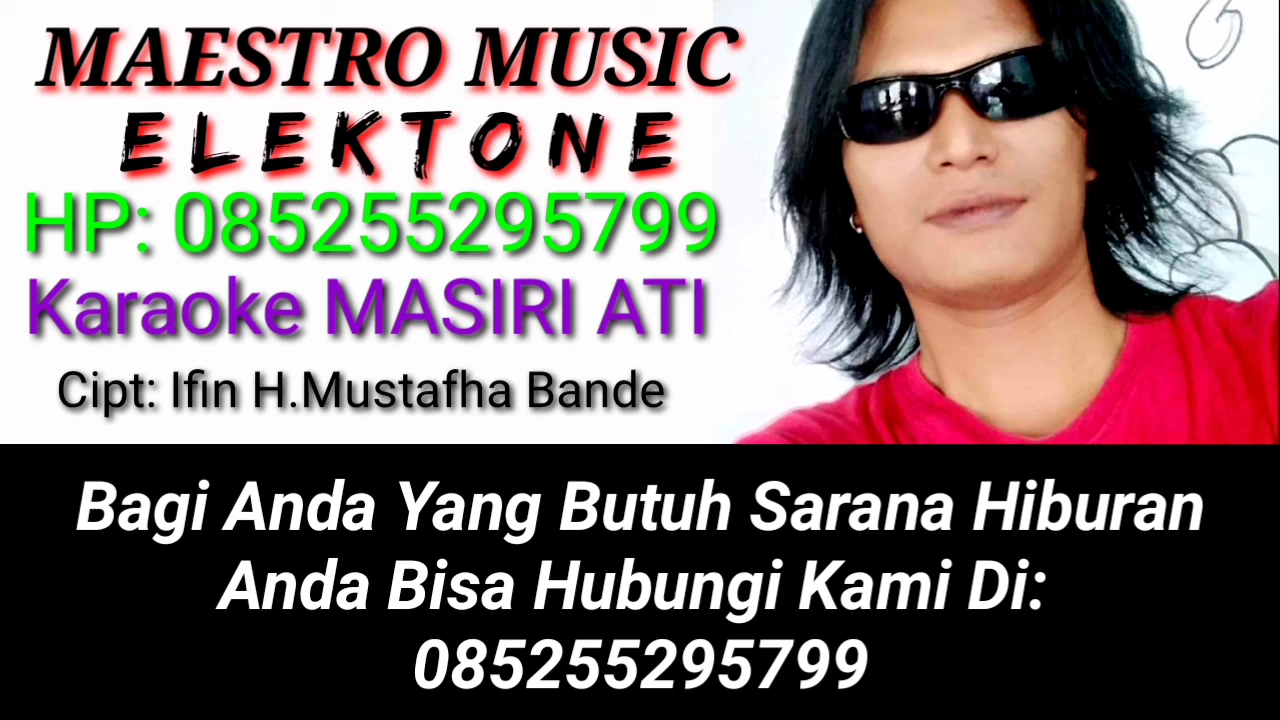 MAESTRO MUSIC
ELEKTONE
HP: 085255295799
Karaoke MASIRI ATI
Cipt: Ifin H.Mustafha Bande
Bagi Anda Yang Butuh Sarana Hiburan
Anda Bisa Hubungi Kami Di:
085255295799